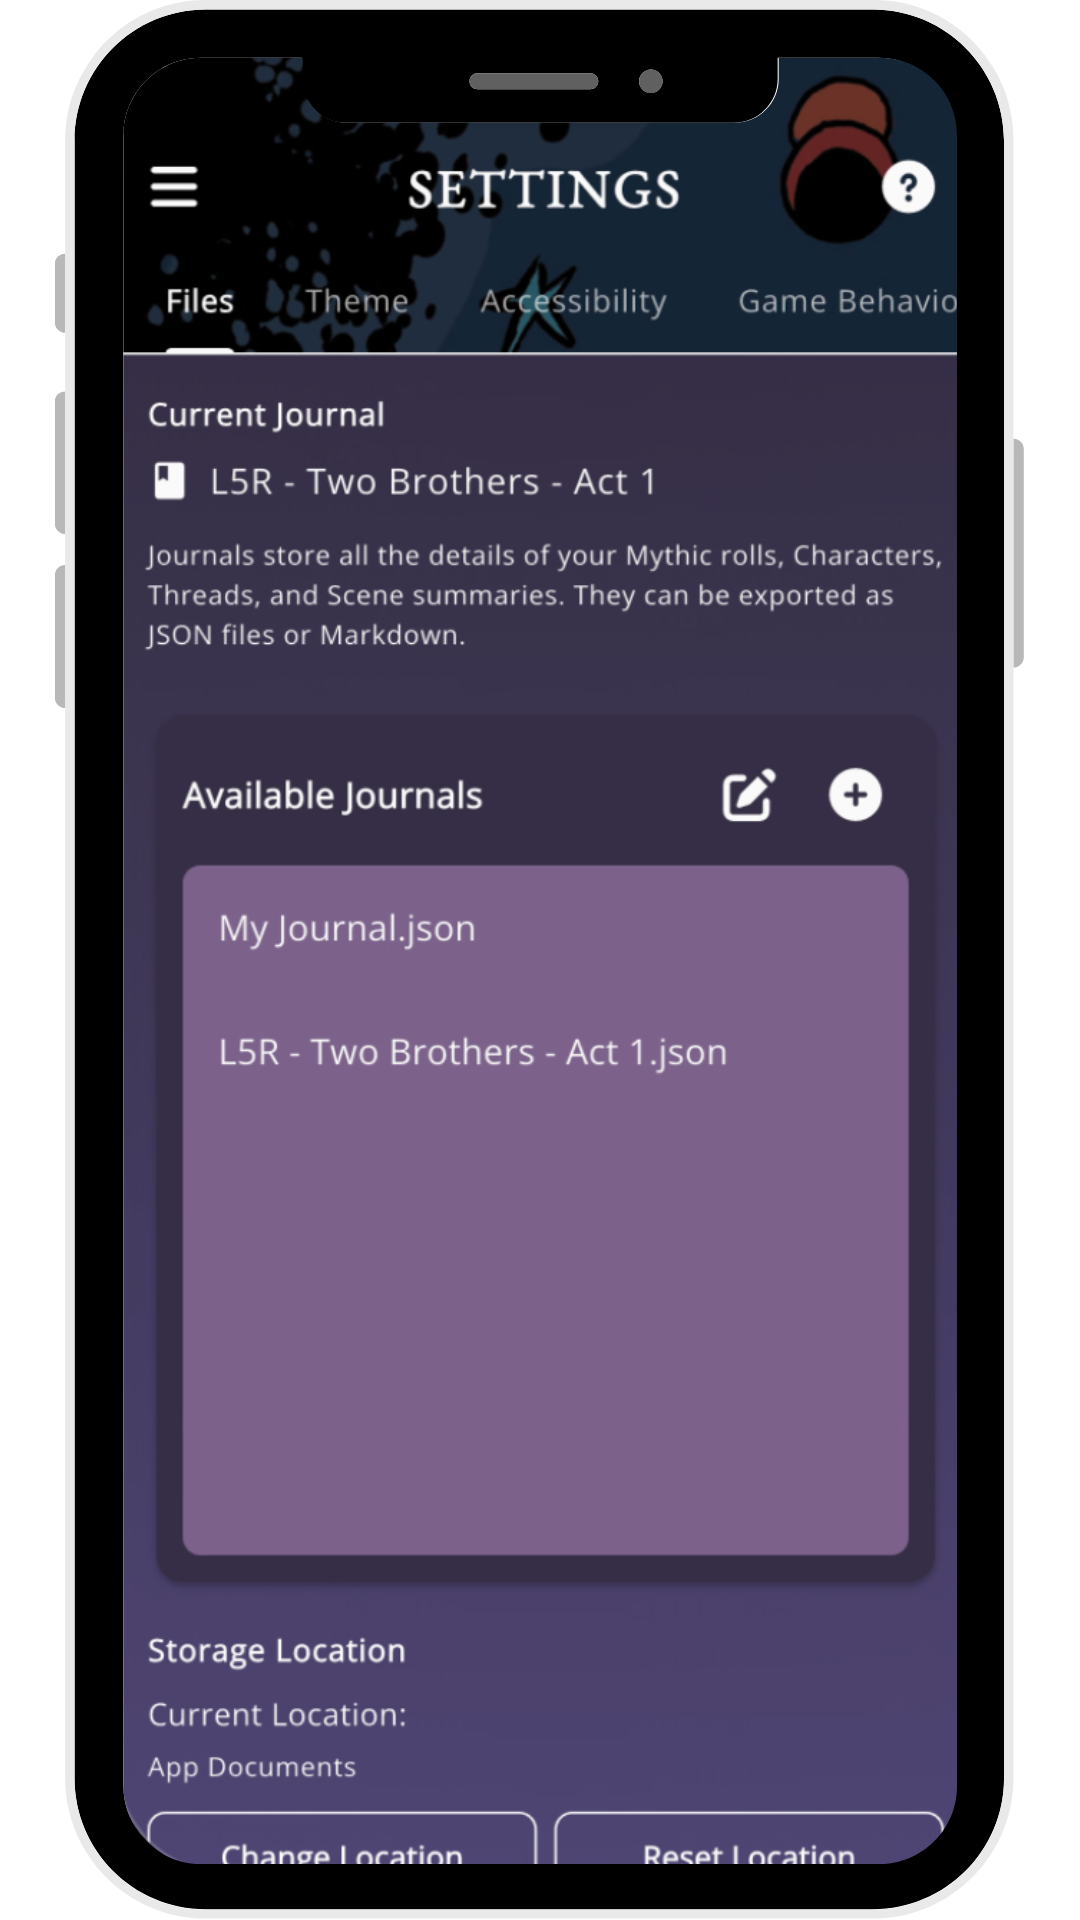 SETTINGS
?
Files Theme Accessibility Game Behavio
Current Journal
L5R - Two Brothers - Act 1
Journals store all the details of your Mythic rolls, Characters,
Threads, and Scene summaries. They can be exported as
JSON files or Markdown.
Available Journals
My Journal.json
L5R - Two Brothers - Act 1.json
Storage Location
Current Location:
App Documents
Change Location Reset Location